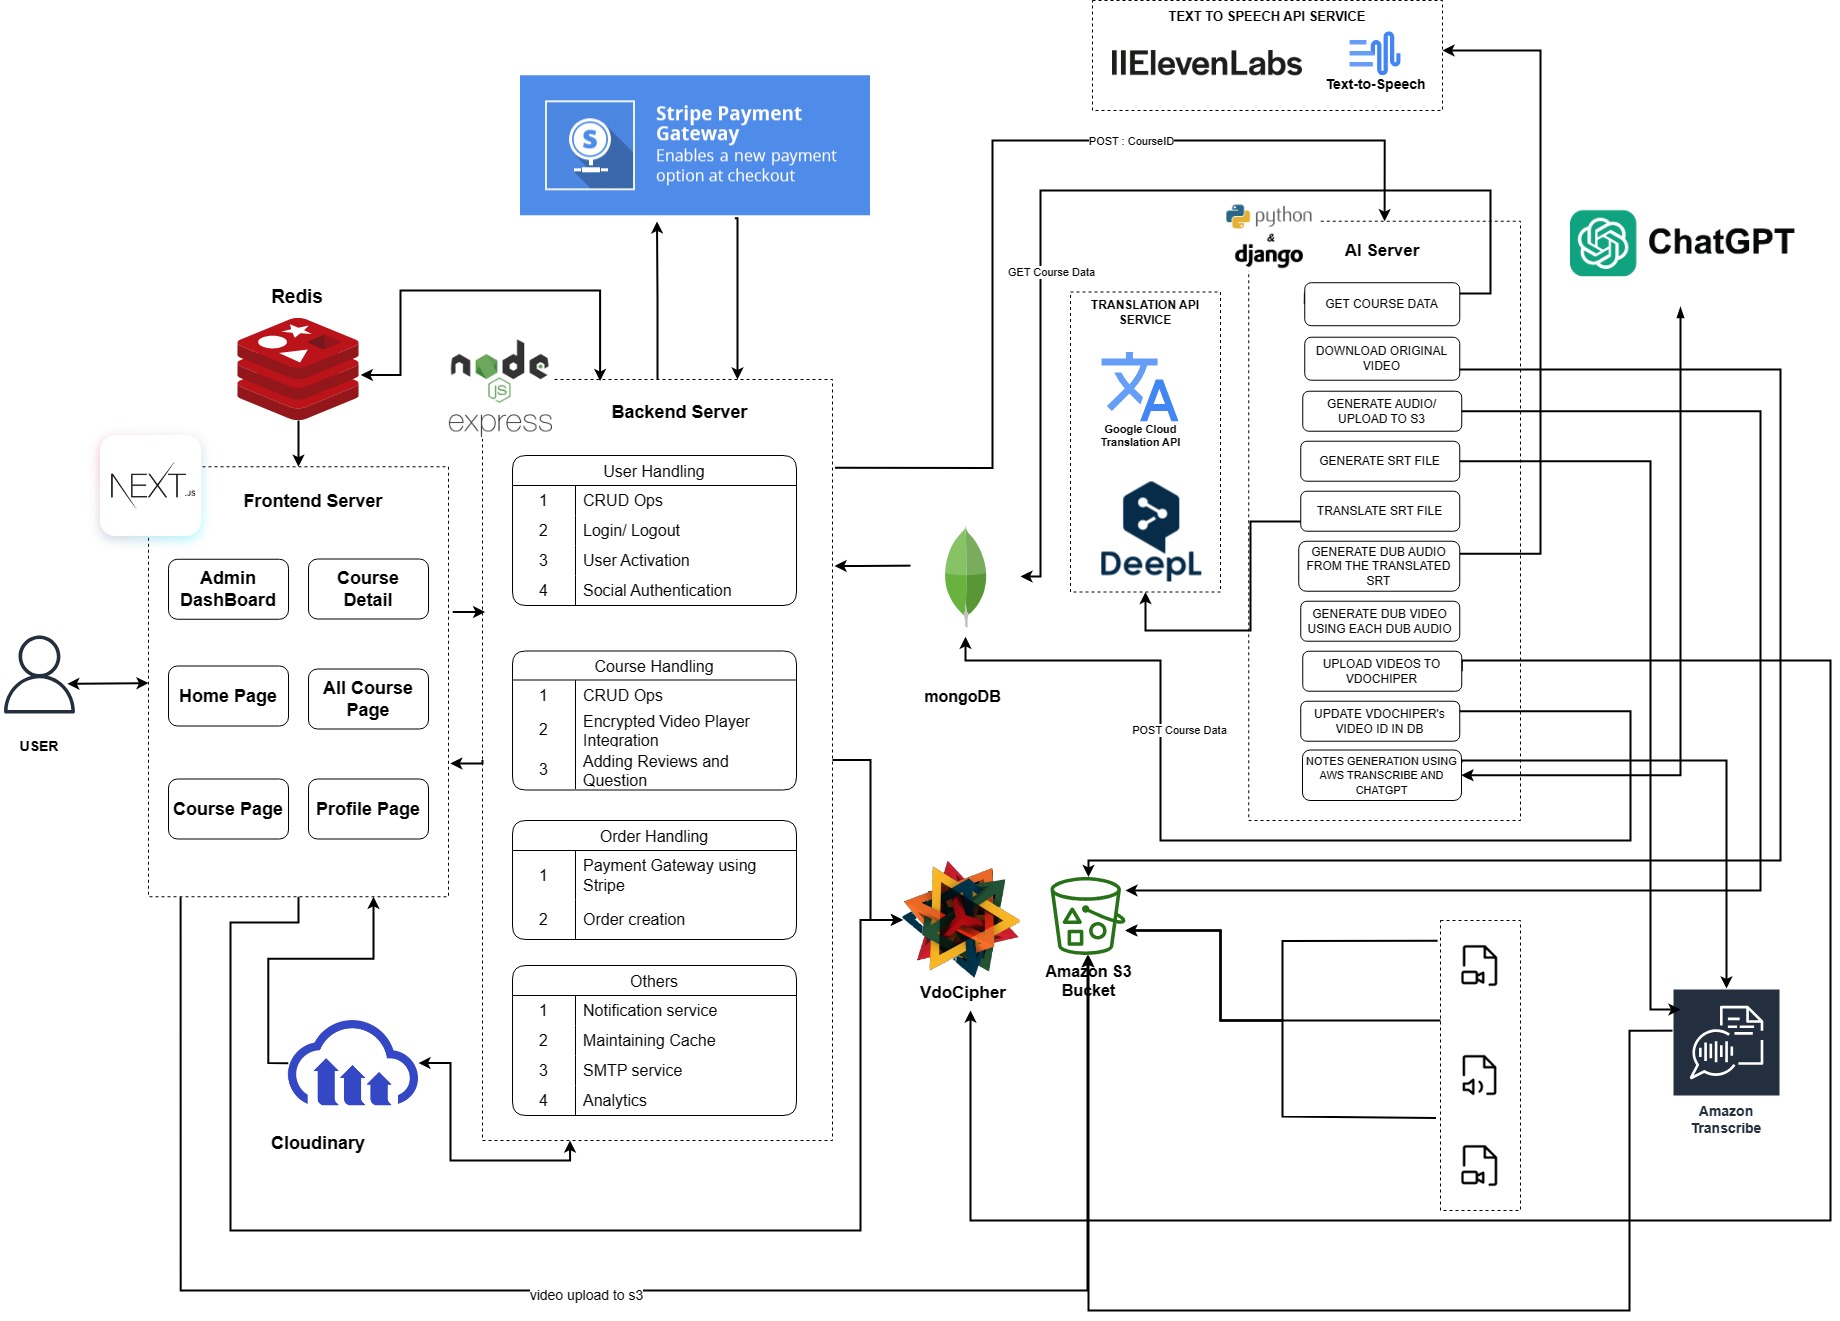 TEXT TO SPEECH API SERVICE
IIElevenLabs
Text-to-Speech
Stripe Payment
Gateway
Enables a new payment
option at checkout
POST : CourseID
python
&
django
AI Server
ChatGPT
GET Course Data
TRANSLATION API
SERVICE
Google Cloud
Translation API
DeepL
GET COURSE DATA
DOWNLOAD ORIGINAL
VIDEO
GENERATE AUDIO/
UPLOAD TO S3
GENERATE SRT FILE
TRANSLATE SRT FILE
GENERATE DUB AUDIO
FROM THE TRANSLATED
SRT
GENERATE DUB VIDEO
USING EACH DUB AUDIO
UPLOAD VIDEOS TO
VDOCHIPER
UPDATE VDOCHIPER's
VIDEO ID IN DB
NOTES GENERATION USING
AWS TRANSCRIBE AND
CHATGPT
Redis
node
JS
express
Backend Server
NEXT.JS
Frontend Server
Admin
DashBoard
Course
Detail
Home Page
All Course
Page
Course Page
Profile Page
USER
User Handling
1 CRUD Ops
2 Login/ Logout
3 User Activation
4 Social Authentication
Course Handling
1 CRUD Ops
2 Encrypted Video Player
Integration
3 Adding Reviews and
Question
Order Handling
1 Payment Gateway using
Stripe
2 Order creation
Others
1 Notification service
2 Maintaining Cache
3 SMTP service
4 Analytics
mongoDB
POST Course Data
VdoCipher
Amazon S3
Bucket
Amazon
Transcribe
Cloudinary
video upload to s3